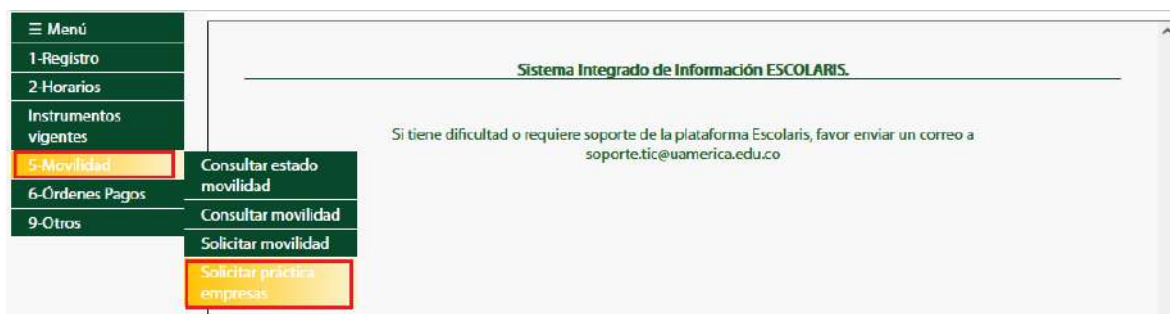 ☰ Menú
1-Registro
2-Horarios
Instrumentos
vigentes
5-Movilidad
6-Órdenes Pagos
9-Otros
Consultar estado
movilidad
Consultar movilidad
Solicitar movilidad
Solicitar práctica
empresas
Sistema Integrado de Información ESCOLARIS.
Si tiene dificultad o requiere soporte de la plataforma Escolaris, favor enviar un correo a
soporte.tic@uamerica.edu.co